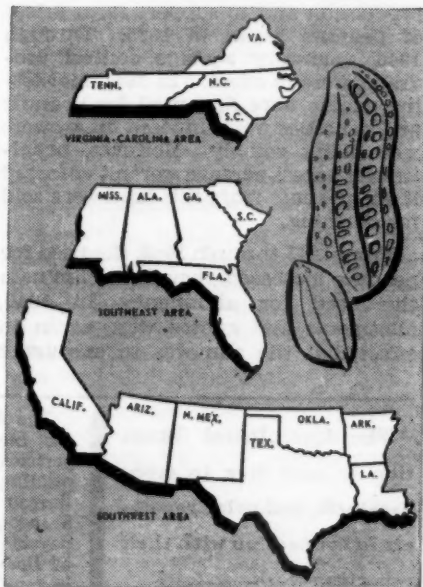 VA.
TENN.
N.C.
S.C.
VIRGINIA-CAROLINA AREA
MISS.
ALA.
GA.
S.C.
FLA.
SOUTHEAST AREA
CALIF.
ARIZ.
N. MEX.
TEX.
OKLA.
ARK.
LA.
SOUTHWEST AREA